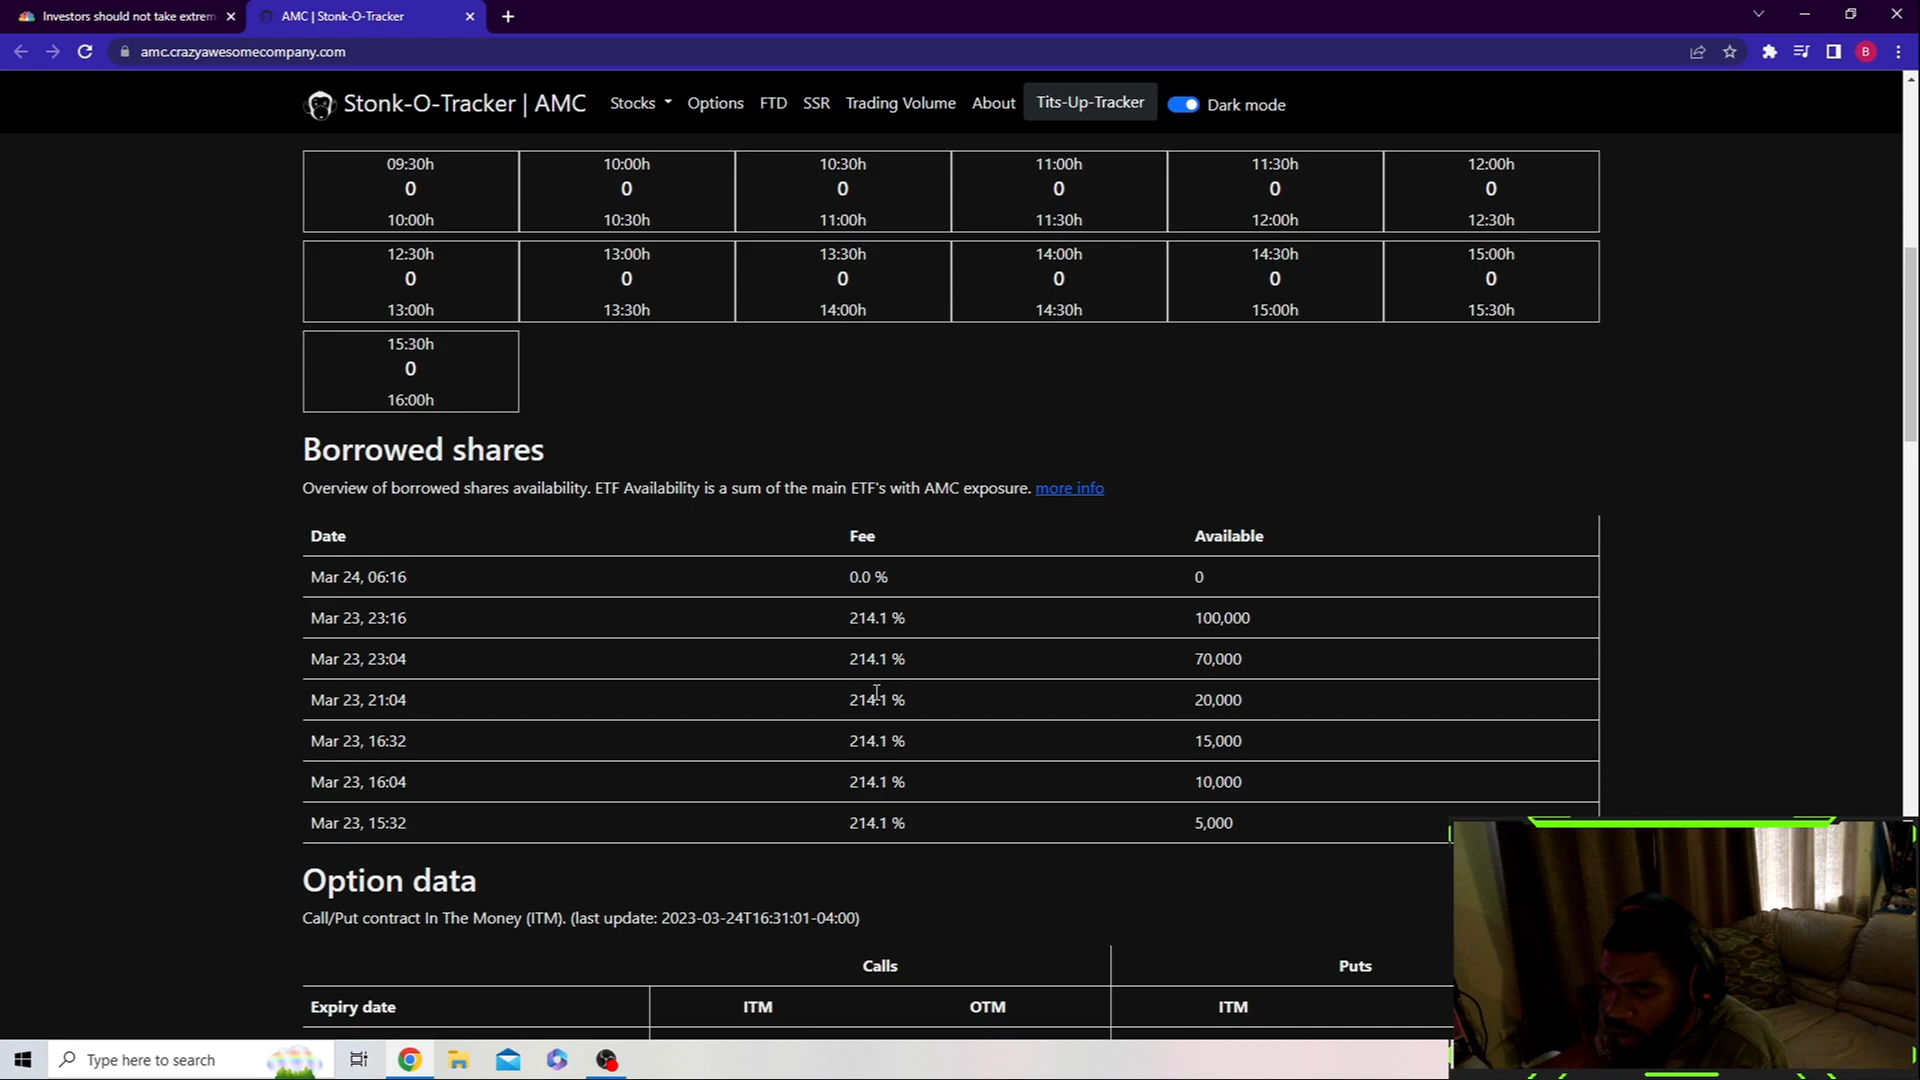 Investors should not take extrem
AMC | Stonk-O-Tracker
amc.crazyawesomecompany.com
B
Stonk-O-Tracker | AMC Stocks Options FTD SSR Trading Volume About Tits-Up-Tracker Dark mode
09:30h 10:00h 10:30h 11:00h 11:30h 12:00h
0 0 0 0 0 0
10:00h 10:30h 11:00h 11:30h 12:00h 12:30h
12:30h 13:00h 13:30h 14:00h 14:30h 15:00h
0 0 0 0 0 0
13:00h 13:30h 14:00h 14:30h 15:00h 15:30h
15:30h
0
16:00h
Borrowed shares
Overview of borrowed shares availability. ETF Availability is a sum of the main ETF's with AMC exposure. more info
Date Fee Available
Mar 24, 06:16 0.0 % 0
Mar 23, 23:16 214.1 % 100,000
Mar 23, 23:04 214.1 % 70,000
Mar 23, 21:04 214.1 % 20,000
Mar 23, 16:32 214.1 % 15,000
Mar 23, 16:04 214.1 % 10,000
Mar 23, 15:32 214.1 % 5,000
Option data
Call/Put contract In The Money (ITM). (last update: 2023-03-24T16:31:01-04:00)
Calls Puts
Expiry date ITM OTM ITM
Type here to search